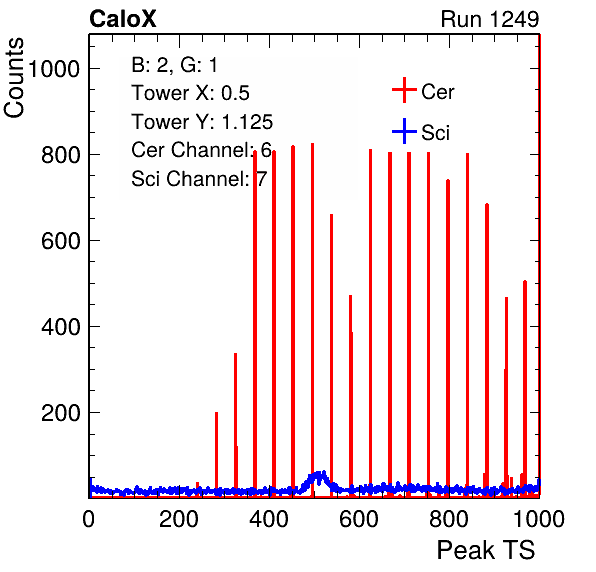 CaloX Run 1249
Counts
1000
800
600
400
200
B: 2, G: 1
Tower X: 0.5
Tower Y: 1.125
Cer Channel: 6
Sci Channel: 7
Cer
Sci
0 200 400 600 800 1000
Peak TS